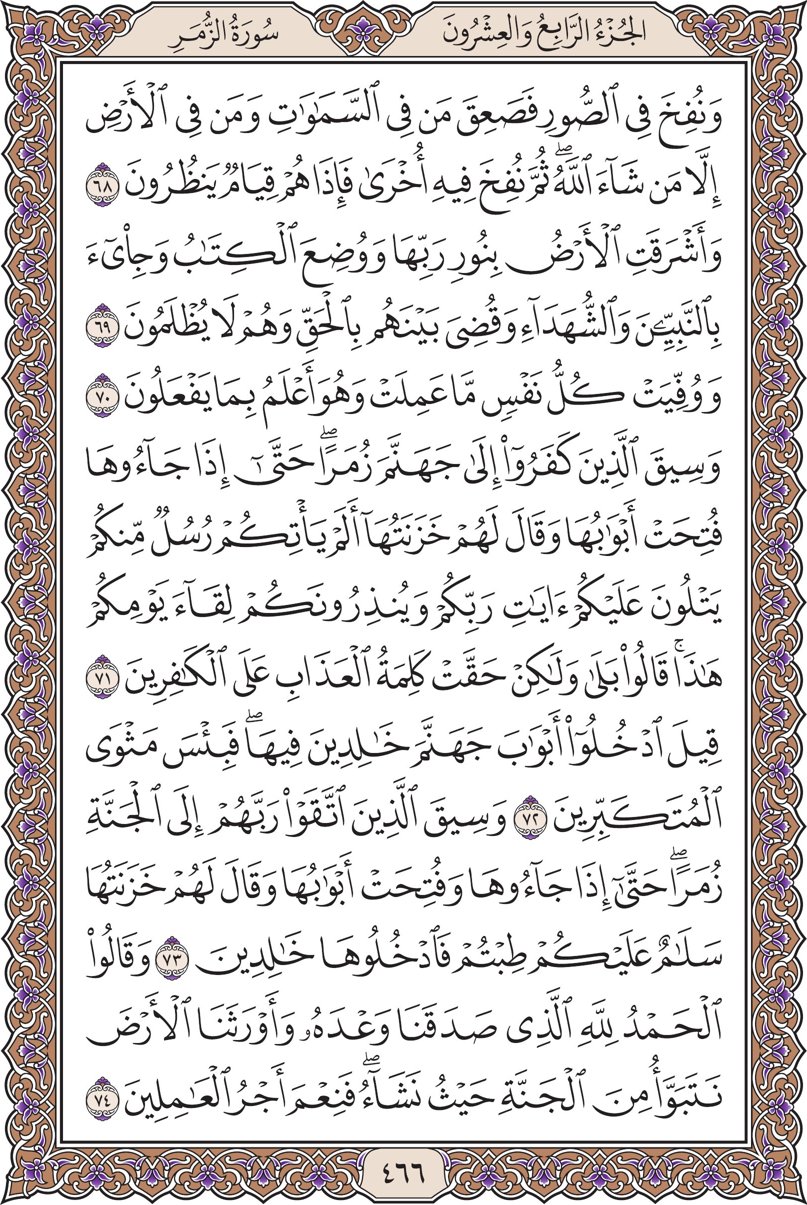 الجُزْءُ الرَّابِعُ وَالعِشْرُونَ
سُورَةُ الزُّمَرِ
وَنُفِخَ فِي ٱلصُّورِ فَصَعِقَ مَن فِي ٱلسَّمَٰوَٰتِ وَمَن فِي ٱلْأَرْضِ
إِلَّا مَن شَآءَ ٱللَّهُۖ ثُمَّ نُفِخَ فِيهِ أُخْرَىٰ فَإِذَا هُمْ قِيَامٌ يَنظُرُونَ ٦٨
وَأَشْرَقَتِ ٱلْأَرْضُ بِنُورِ رَبِّهَا وَوُضِعَ ٱلْكِتَٰبُ وَجِا۟يٓءَ
بِٱلنَّبِيِّـۧنَ وَٱلشُّهَدَآءِ وَقُضِيَ بَيْنَهُم بِٱلْحَقِّ وَهُمْ لَا يُظْلَمُونَ ٦٩
وَوُفِّيَتْ كُلُّ نَفْسٍ مَّا عَمِلَتْ وَهُوَ أَعْلَمُ بِمَا يَفْعَلُونَ ٧٠
وَسِيقَ ٱلَّذِينَ كَفَرُوٓا۟ إِلَىٰ جَهَنَّمَ زُمَرًاۖ حَتَّىٰٓ إِذَا جَآءُوهَا
فُتِحَتْ أَبْوَٰبُهَا وَقَالَ لَهُمْ خَزَنَتُهَآ أَلَمْ يَأْتِكُمْ رُسُلٌ مِّنكُمْ
يَتْلُونَ عَلَيْكُمْ ءَايَٰتِ رَبِّكُمْ وَيُنذِرُونَكُمْ لِقَآءَ يَوْمِكُمْ
هَٰذَاۚ قَالُوا۟ بَلَىٰ وَلَٰكِنْ حَقَّتْ كَلِمَةُ ٱلْعَذَابِ عَلَى ٱلْكَٰفِرِينَ ٧١
قِيلَ ٱدْخُلُوٓا۟ أَبْوَٰبَ جَهَنَّمَ خَٰلِدِينَ فِيهَاۖ فَبِئْسَ مَثْوَى
ٱلْمُتَكَبِّرِينَ ٧٢ وَسِيقَ ٱلَّذِينَ ٱتَّقَوْا۟ رَبَّهُمْ إِلَى ٱلْجَنَّةِ
زُمَرًاۖ حَتَّىٰٓ إِذَا جَآءُوهَا وَفُتِحَتْ أَبْوَٰبُهَا وَقَالَ لَهُمْ خَزَنَتُهَا
سَلَٰمٌ عَلَيْكُمْ طِبْتُمْ فَٱدْخُلُوهَا خَٰلِدِينَ ٧٣ وَقَالُوا۟
ٱلْحَمْدُ لِلَّهِ ٱلَّذِي صَدَقَنَا وَعْدَهُۥ وَأَوْرَثَنَا ٱلْأَرْضَ
نَتَبَوَّأُ مِنَ ٱلْجَنَّةِ حَيْثُ نَشَآءُۖ فَنِعْمَ أَجْرُ ٱلْعَٰمِلِينَ ٧٤
٤٦٦